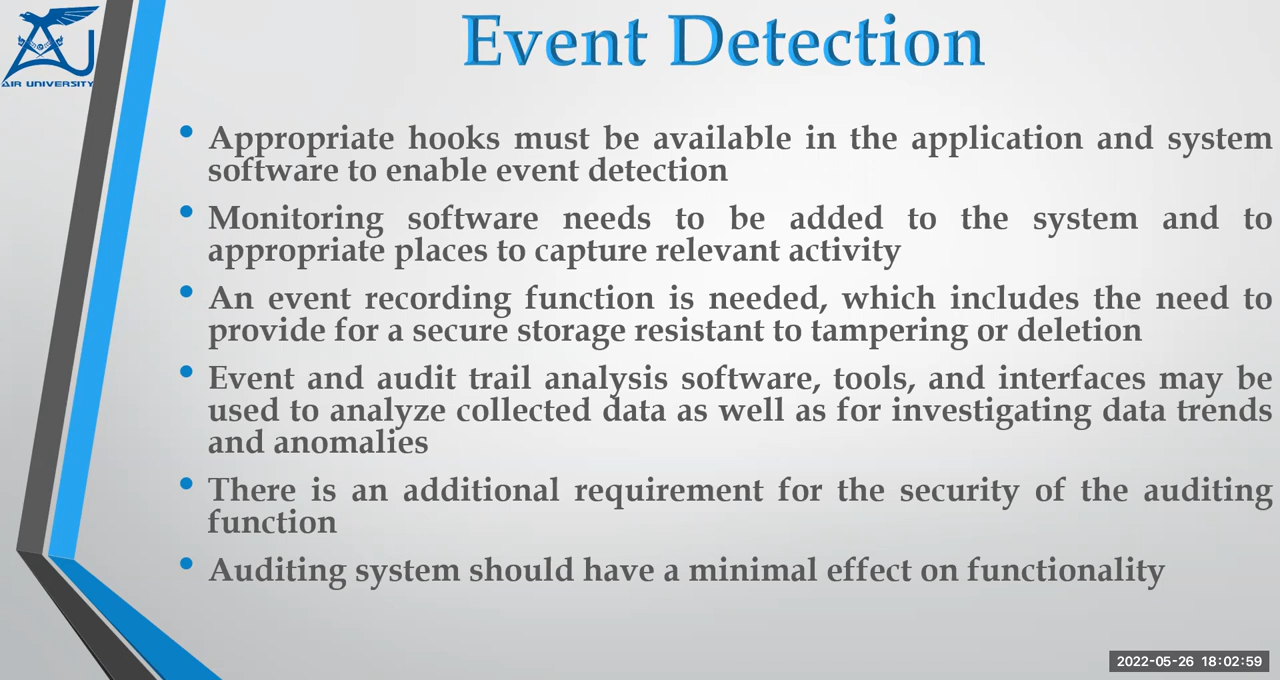 AIR UNIVERSITY
Event Detection
• Appropriate hooks must be available in the application and system
software to enable event detection
• Monitoring software needs to be added to the system and to
appropriate places to capture relevant activity
• An event recording function is needed, which includes the need to
provide for a secure storage resistant to tampering or deletion
• Event and audit trail analysis software, tools, and interfaces may be
used to analyze collected data as well as for investigating data trends
and anomalies
• There is an additional requirement for the security of the auditing
function
• Auditing system should have a minimal effect on functionality
2022-05-26 18:02:59